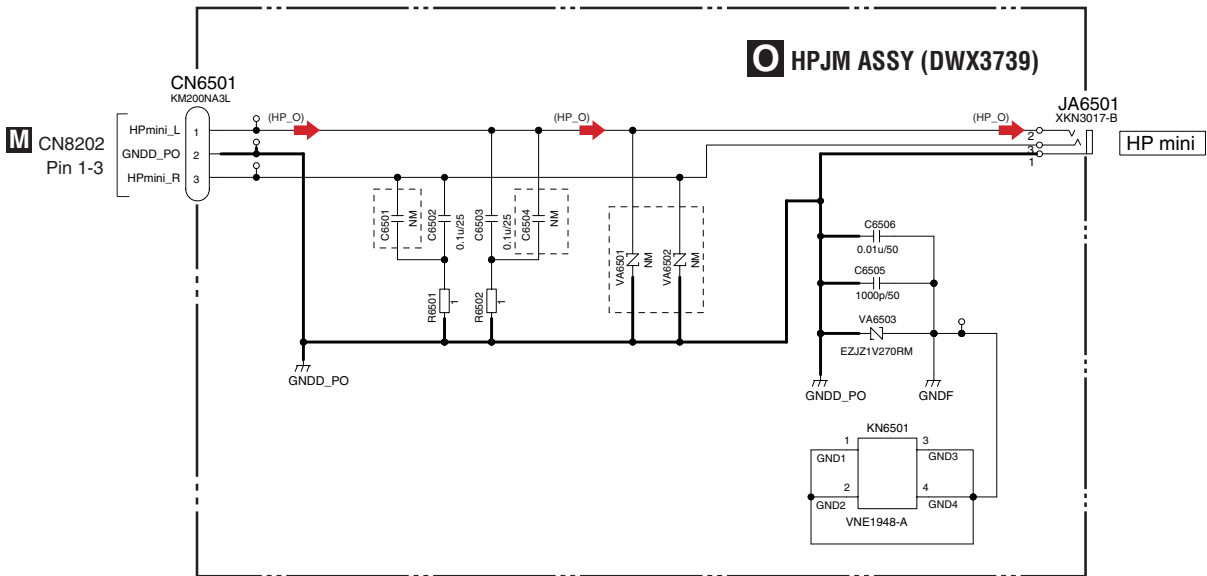 O HPJM ASSY (DWX3739)
CN6501
KM200NA3L
M CN8202
Pin 1-3
HPmini_L 1
GNDD_PO 2
HPmini_R 3
(HP_O)
(HP_O)
(HP_O)
JA6501
XKN3017-B
2
3
1
HP mini
C6501
NM
C6502
0.1u/25
C6503
0.1u/25
C6504
NM
R6501
1
R6502
1
VA6501
NM
VA6502
NM
C6506
0.01u/50
C6505
1000p/50
VA6503
EZJZ1V270RM
GNDD_PO
GNDD_PO
GNDF
KN6501
1 3
GND1 GND3
2 4
GND2 GND4
VNE1948-A